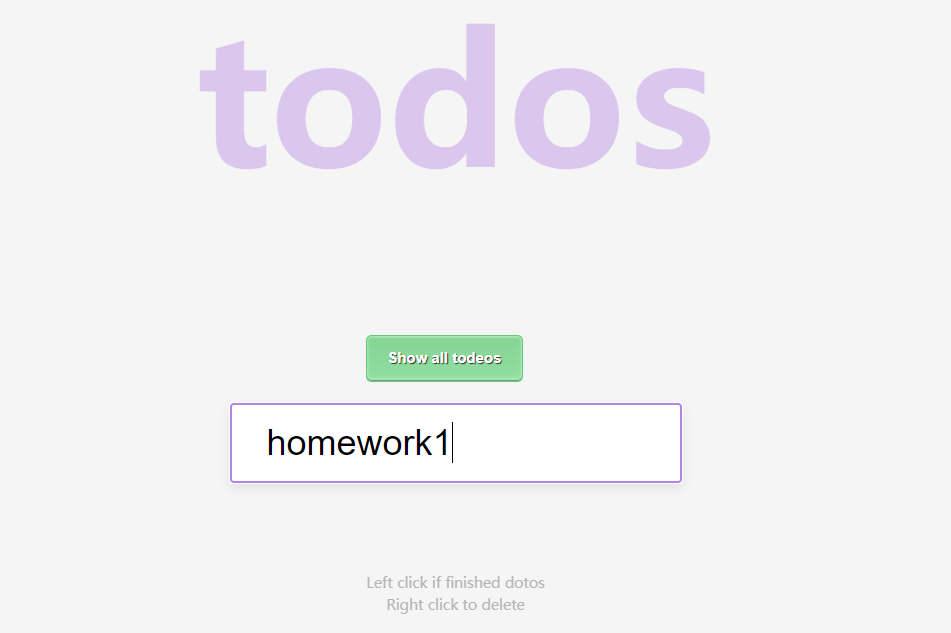 todos
Show all todeos
homework1
Left click if finished dotos
Right click to delete